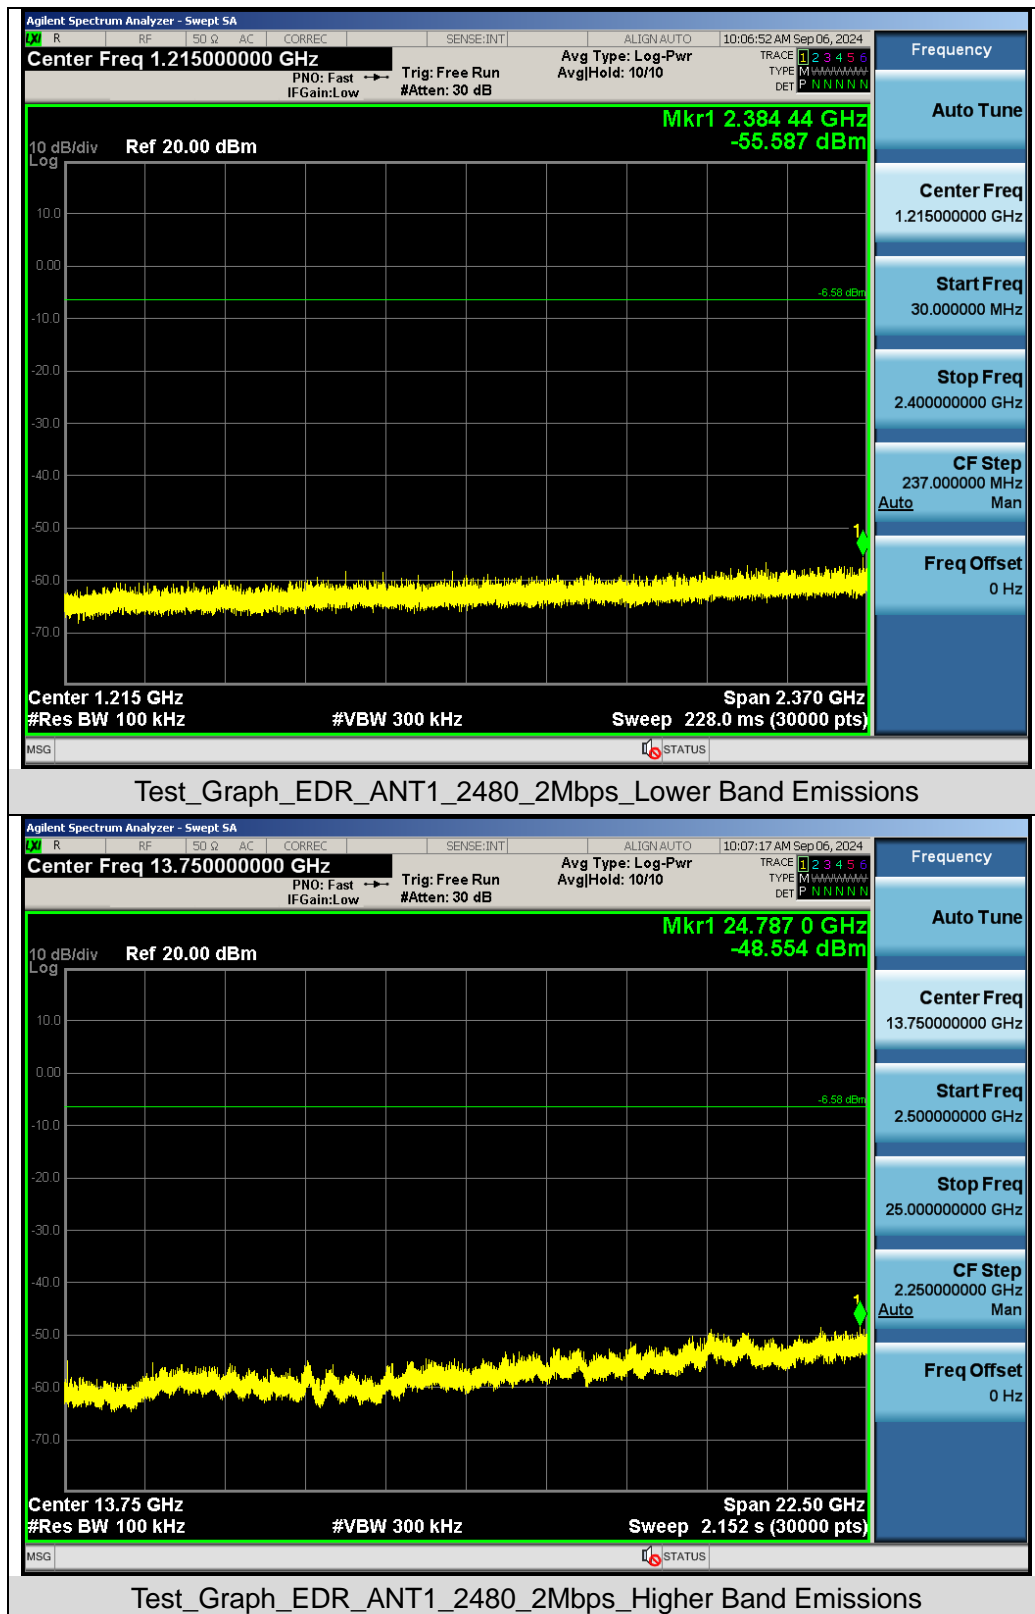 Agilent Spectrum Analyzer - Swept SA
LXI R RF 50 Ω AC CORREC SENSE:INT ALIGN AUTO 10:06:52 AM Sep 06, 2024
Center Freq 1.215000000 GHz
PNO: Fast
IFGain:Low
Trig: Free Run
#Atten: 30 dB
Avg Type: Log-Pwr
Avg|Hold: 10/10
TRACE 1 2 3 4 5 6
TYPE M WWWWW
DET P N N N N N
Mkr1 2.384 44 GHz
-55.587 dBm
10 dB/div Ref 20.00 dBm
Log
10.0
0.00
-6.58 dBm
-10.0
-20.0
-30.0
-40.0
-50.0
1
-60.0
-70.0
Center 1.215 GHz Span 2.370 GHz
#Res BW 100 kHz #VBW 300 kHz Sweep 228.0 ms (30000 pts)
MSG STATUS
Frequency
Auto Tune
Center Freq
1.215000000 GHz
Start Freq
30.000000 MHz
Stop Freq
2.400000000 GHz
CF Step
237.000000 MHz
Auto Man
Freq Offset
0 Hz
Test_Graph_EDR_ANT1_2480_2Mbps_Lower Band Emissions
Agilent Spectrum Analyzer - Swept SA
LXI R RF 50 Ω AC CORREC SENSE:INT ALIGN AUTO 10:07:17 AM Sep 06, 2024
Center Freq 13.750000000 GHz
PNO: Fast
IFGain:Low
Trig: Free Run
#Atten: 30 dB
Avg Type: Log-Pwr
Avg|Hold: 10/10
TRACE 1 2 3 4 5 6
TYPE M WWWWW
DET P N N N N N
Mkr1 24.787 0 GHz
-48.554 dBm
10 dB/div Ref 20.00 dBm
Log
10.0
0.00
-6.58 dBm
-10.0
-20.0
-30.0
-40.0
1
-50.0
-60.0
-70.0
Center 13.75 GHz Span 22.50 GHz
#Res BW 100 kHz #VBW 300 kHz Sweep 2.152 s (30000 pts)
MSG STATUS
Frequency
Auto Tune
Center Freq
13.750000000 GHz
Start Freq
2.500000000 GHz
Stop Freq
25.000000000 GHz
CF Step
2.250000000 GHz
Auto Man
Freq Offset
0 Hz
Test_Graph_EDR_ANT1_2480_2Mbps_Higher Band Emissions